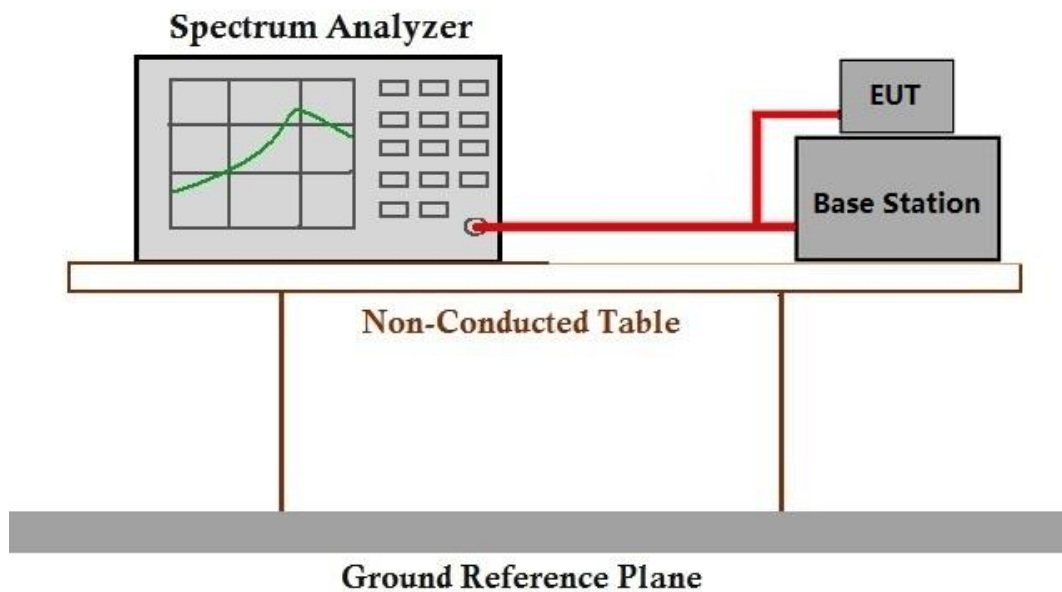 Spectrum Analyzer
EUT
Base Station
Non-Conducted Table
Ground Reference Plane